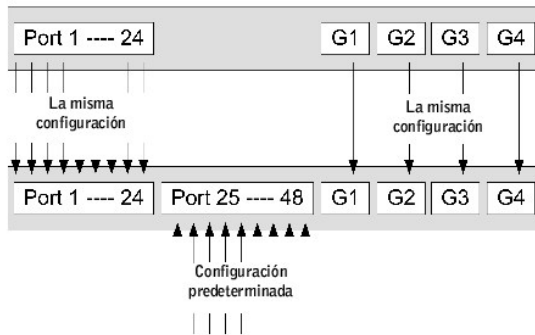 Port 1 ---- 24 G1 G2 G3 G4
La misma
configuración
La misma
configuración
Port 1 ---- 24 Port 25 ---- 48 G1 G2 G3 G4
Configuración
predeterminada